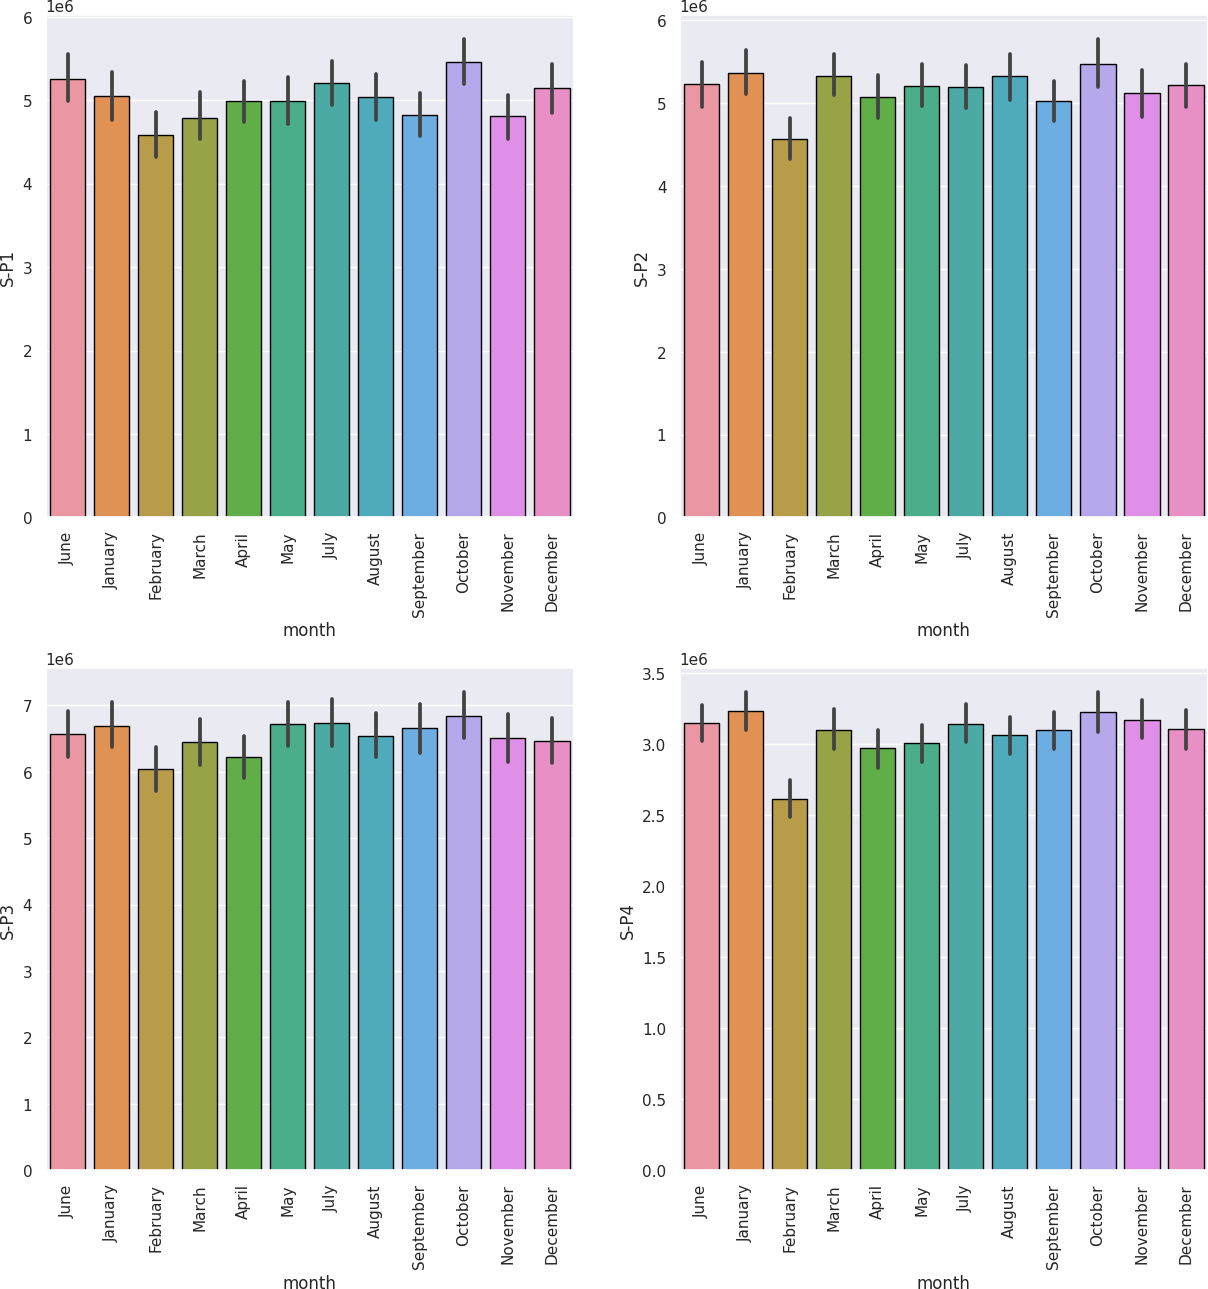 1e6
6
5
4
3
2
1
0
S-P1
June
January
February
March
April
May
July
August
September
October
November
December
month
1e6
6
5
4
3
2
1
0
S-P2
June
January
February
March
April
May
July
August
September
October
November
December
month
1e6
7
6
5
4
3
2
1
0
S-P3
June
January
February
March
April
May
July
August
September
October
November
December
month
1e6
3.5
3.0
2.5
2.0
1.5
1.0
0.5
0.0
S-P4
June
January
February
March
April
May
July
August
September
October
November
December
month